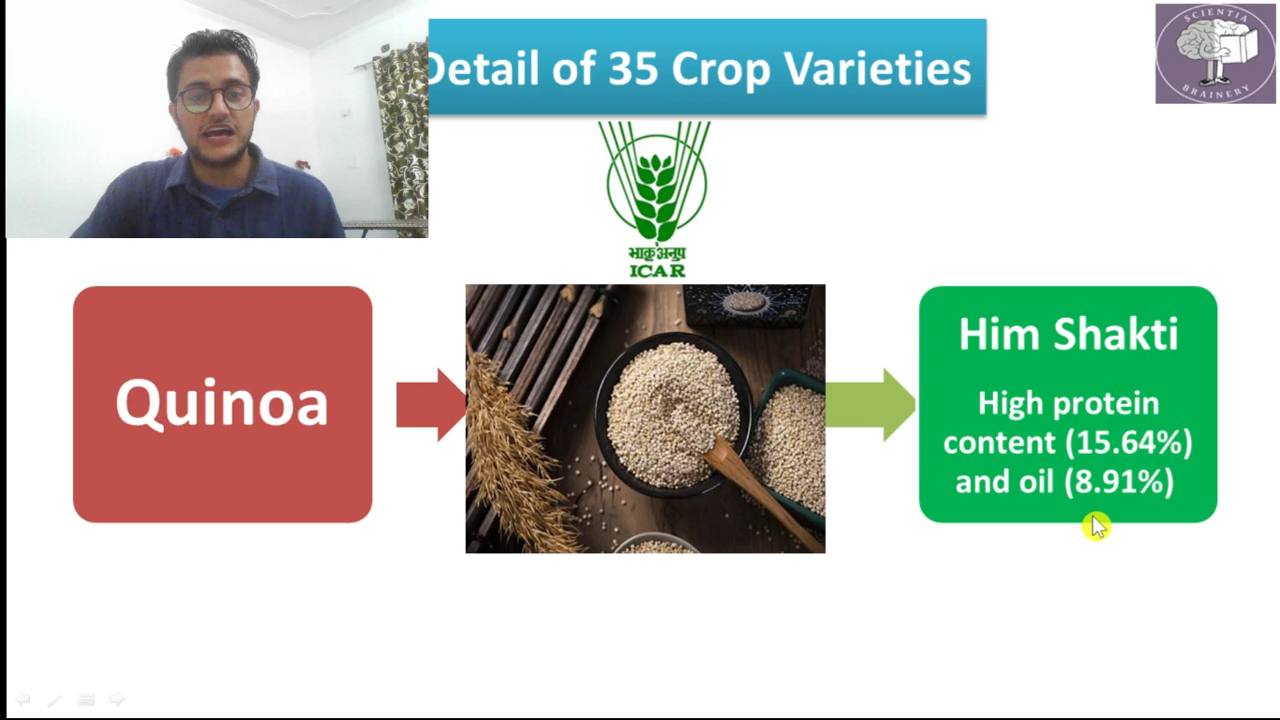 Detail of 35 Crop Varieties
SCIENTIA
BRAINERY
भाकृअनुप
ICAR
Quinoa
Him Shakti
High protein
content (15.64%)
and oil (8.91%)